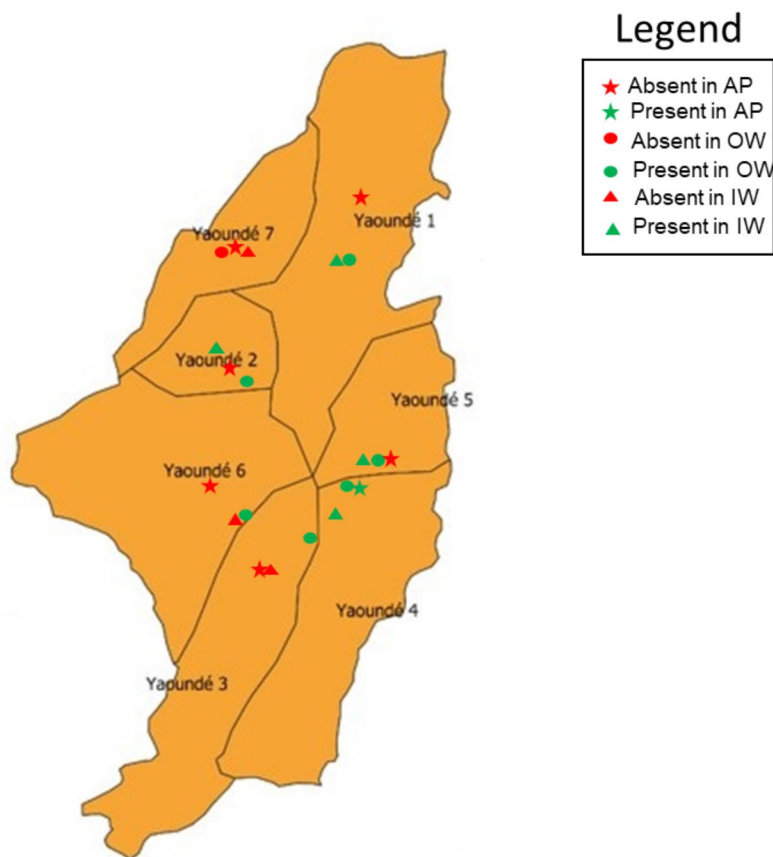 Legend
Absent in AP
Present in AP
Absent in OW
Present in OW
Absent in IW
Present in IW
Yaoundé 1
Yaoundé 7
Yaoundé 2
Yaoundé 5
Yaoundé 6
Yaoundé 4
Yaoundé 3